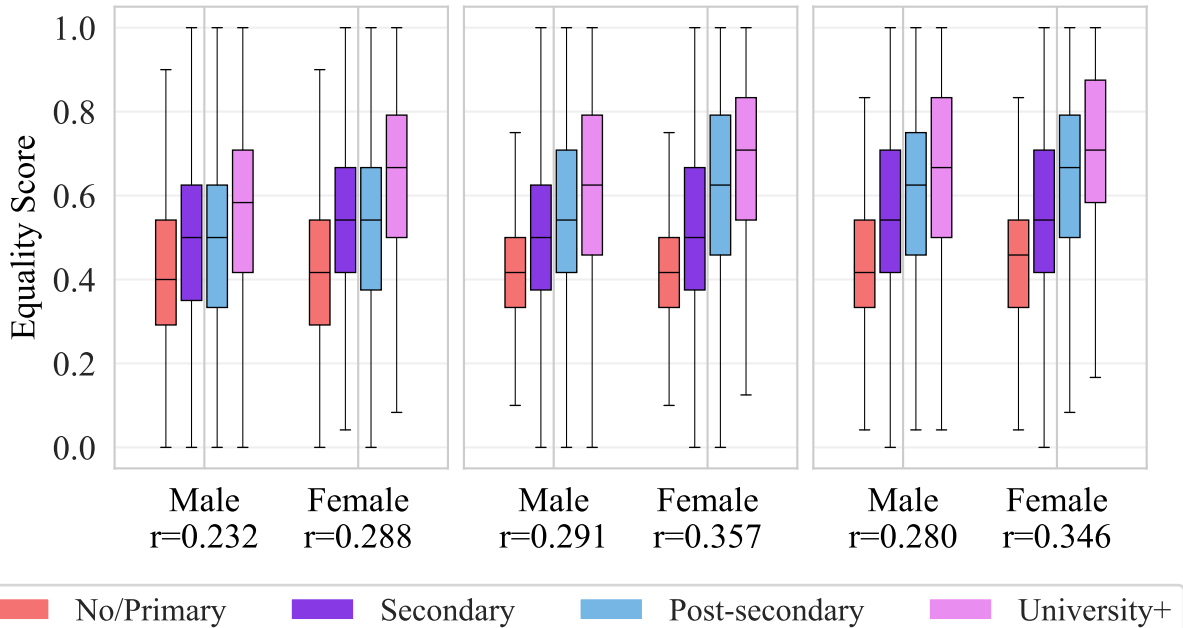 Equality Score
1.0
0.8
0.6
0.4
0.2
0.0
Male Female Male Female Male Female
r=0.232 r=0.288 r=0.291 r=0.357 r=0.280 r=0.346
No/Primary Secondary Post-secondary University+